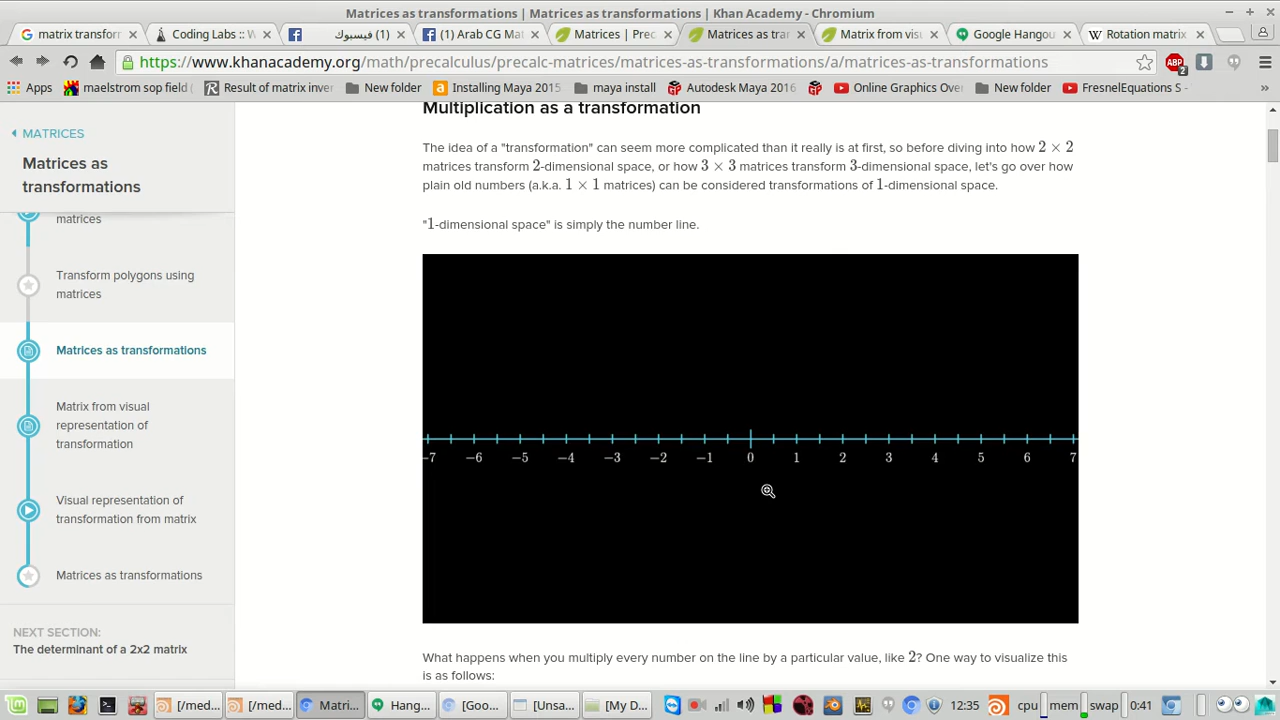 Matrices as transformations | Matrices as transformations | Khan Academy - Chromium
matrix transform
Coding Labs :: W
(1) فيسبوك
(1) Arab CG Mat
Matrices | Prec
Matrices as trar
Matrix from visu
Google Hangou
Rotation matrix
https://www.khanacademy.org/math/precalculus/precalc-matrices/matrices-as-transformations/a/matrices-as-transformations
ABP
2
Apps
maelstrom sop field (
Result of matrix inver
New folder
Installing Maya 2015
maya install
Autodesk Maya 2016
Online Graphics Ove
New folder
FresnelEquations S -
MATRICES
Matrices as
transformations
matrices
Transform polygons using
matrices
Matrices as transformations
Matrix from visual
representation of
transformation
Visual representation of
transformation from matrix
Matrices as transformations
NEXT SECTION:
The determinant of a 2x2 matrix
Multiplication as a transformation
The idea of a "transformation" can seem more complicated than it really is at first, so before diving into how 2 × 2
matrices transform 2-dimensional space, or how 3 × 3 matrices transform 3-dimensional space, let's go over how
plain old numbers (a.k.a. 1 × 1 matrices) can be considered transformations of 1-dimensional space.
"1-dimensional space" is simply the number line.
−7 −6 −5 −4 −3 −2 −1 0 1 2 3 4 5 6 7
What happens when you multiply every number on the line by a particular value, like 2? One way to visualize this
is as follows:
[/med...
[/med...
Matri...
Hang...
[Goo...
[Unsa...
[My D...
12:35
cpu
mem
swap
0:41